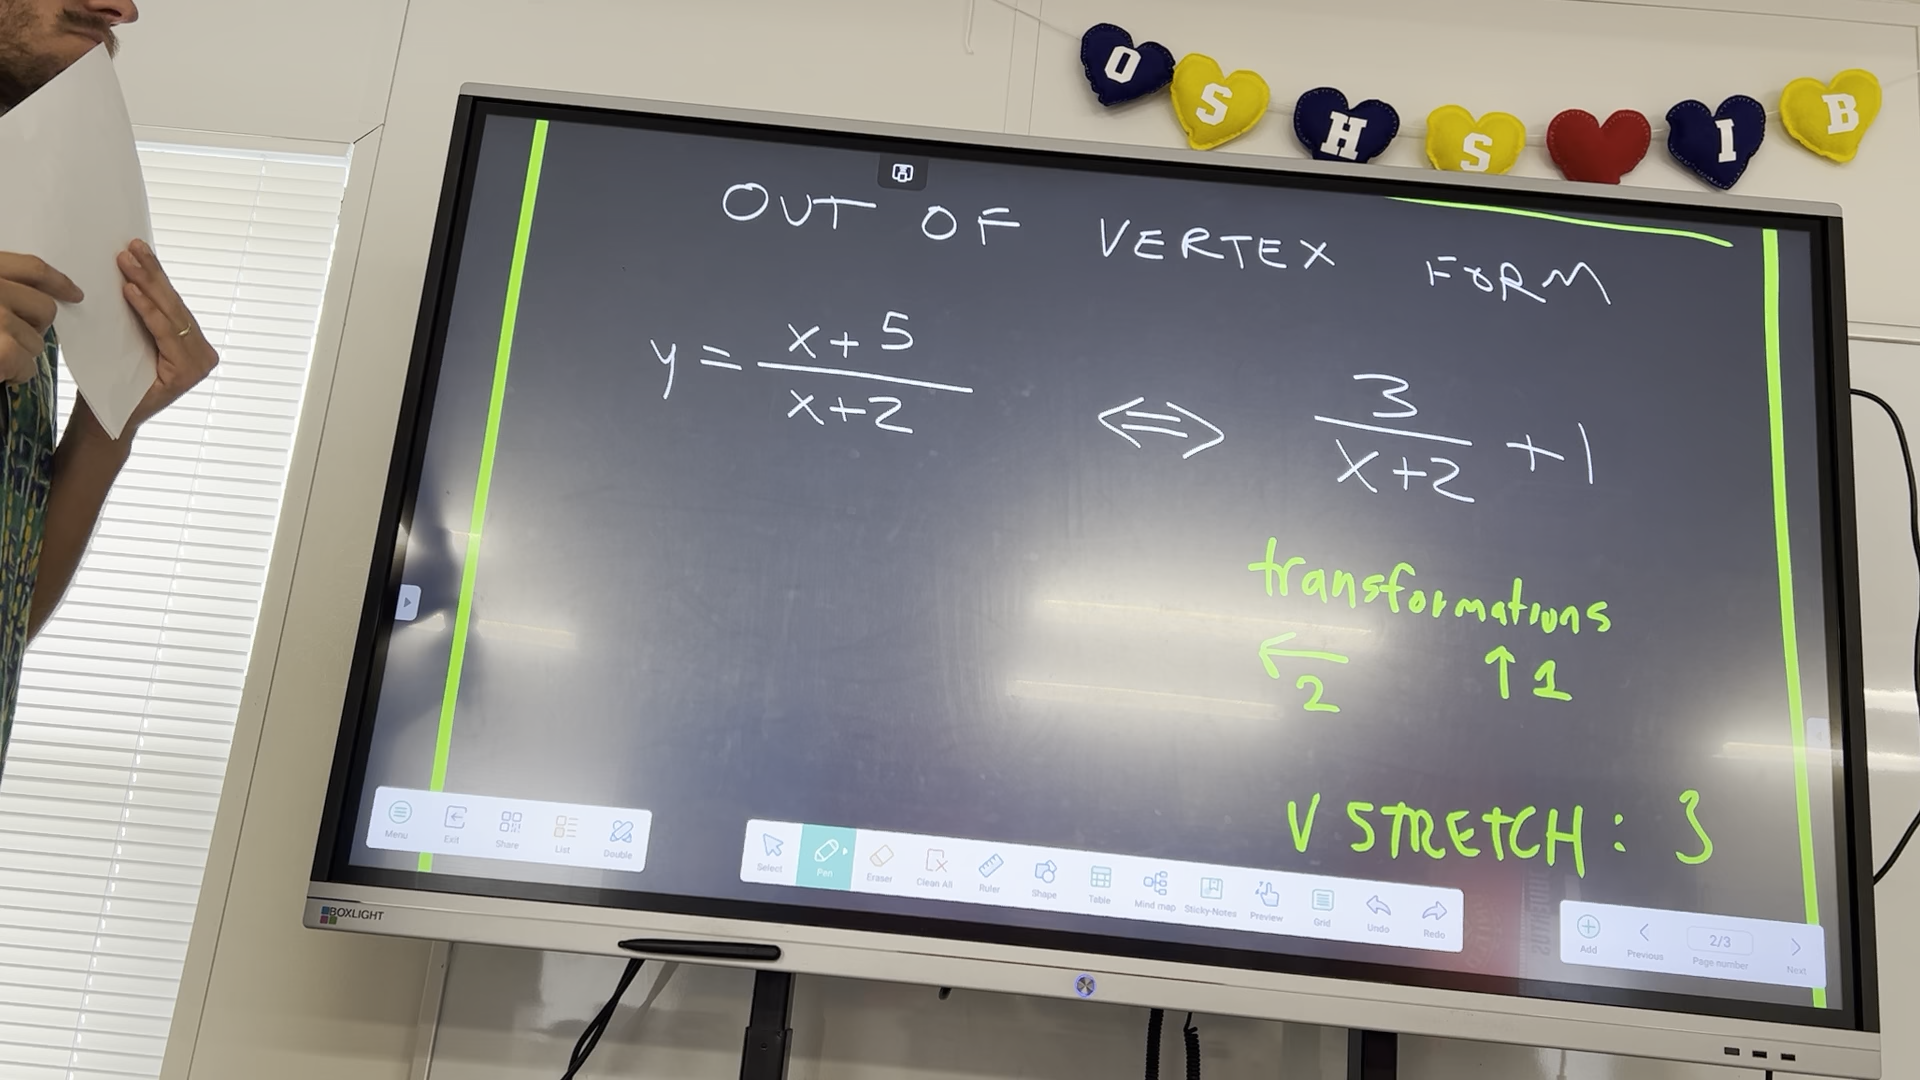 O S H S I B
OUT OF VERTEX FORM
y = x+5 / x+2 ⇔ 3 / x+2 +1
transformations
← 2 ↑ 1
V STRETCH: 3
Menu Exit Share List Double
Select Pen Eraser Clean All Ruler Shape Table Mind map Sticky-Notes Preview Grid Undo Redo
Add Previous 2/3 Page number Next
BOXLIGHT